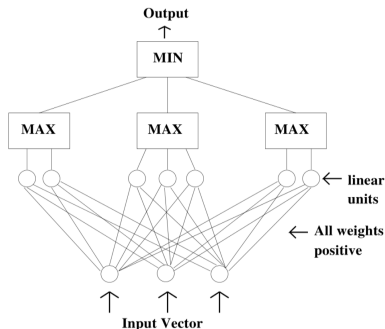 Output
MIN
MAX
MAX
MAX
linear
units
All weights
positive
Input Vector